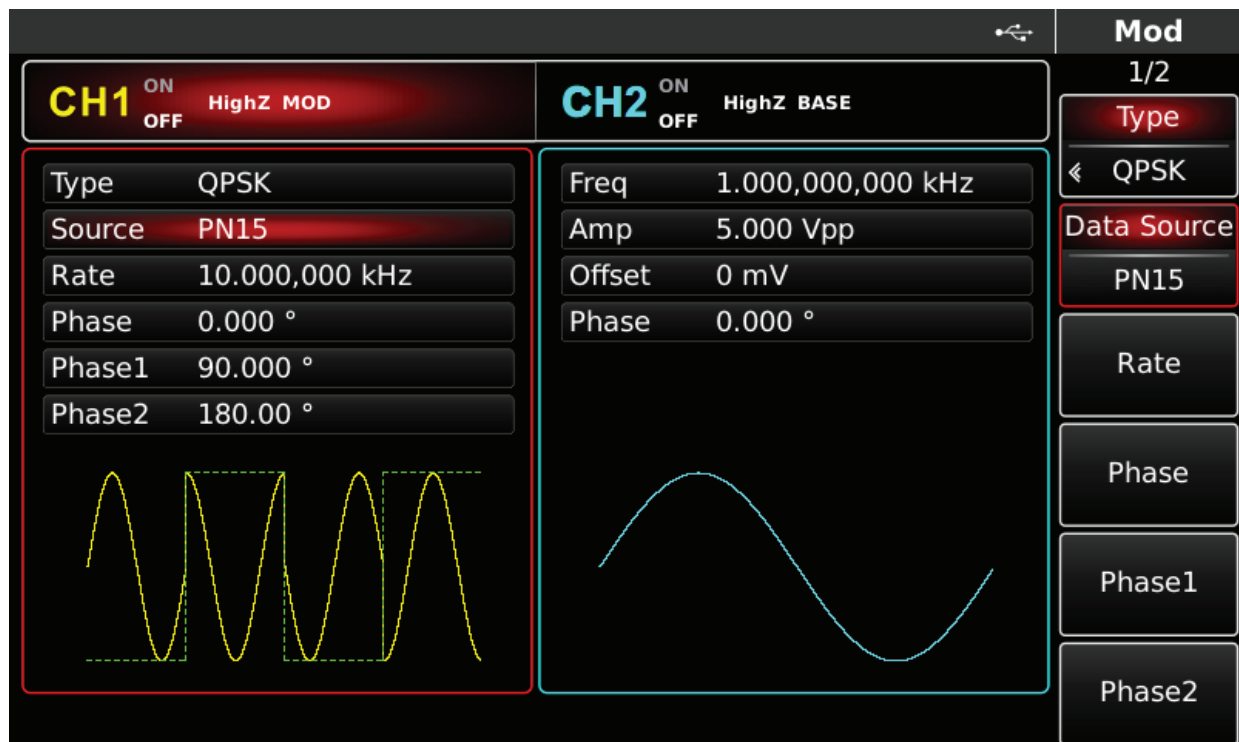 Mod
1/2
CH1 ON OFF HighZ MOD
CH2 ON OFF HighZ BASE
Type QPSK
Source PN15
Rate 10.000,000 kHz
Phase 0.000 °
Phase1 90.000 °
Phase2 180.00 °
Freq 1.000,000,000 kHz
Amp 5.000 Vpp
Offset 0 mV
Phase 0.000 °
Type
QPSK
Data Source
PN15
Rate
Phase
Phase1
Phase2